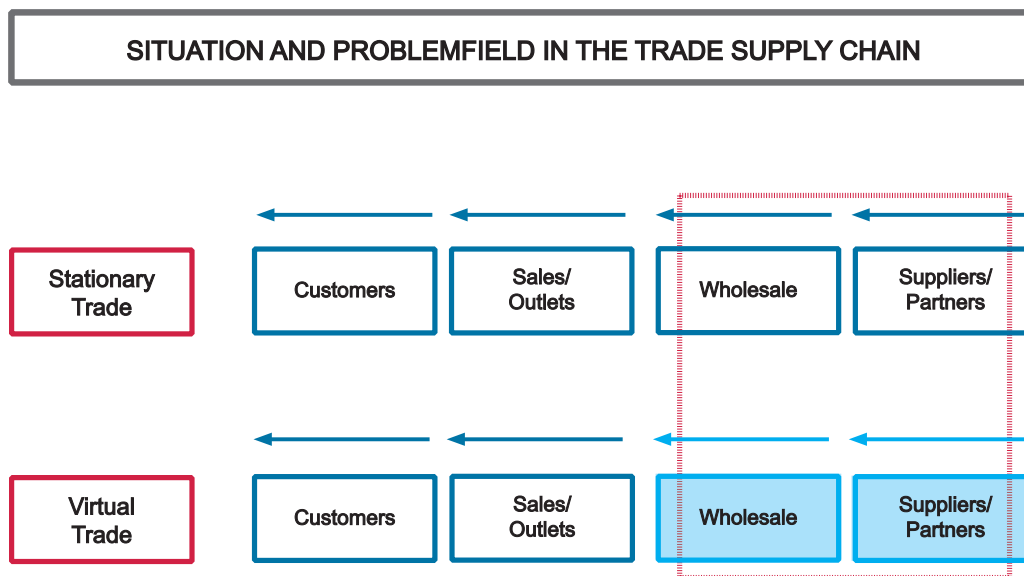 SITUATION AND PROBLEMFIELD IN THE TRADE SUPPLY CHAIN
Stationary
Trade
Customers
Sales/
Outlets
Wholesale
Suppliers/
Partners
Virtual
Trade
Customers
Sales/
Outlets
Wholesale
Suppliers/
Partners